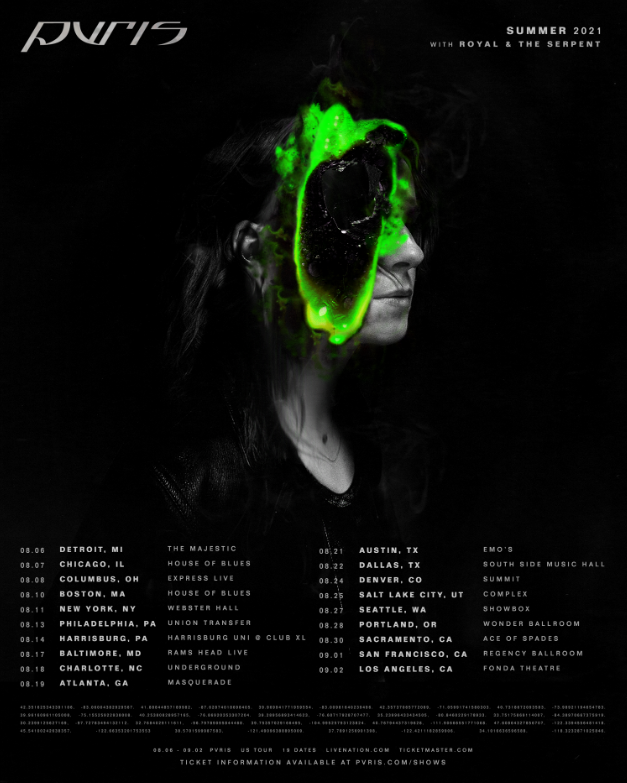 PVRIS
SUMMER 2021
WITH ROYAL & THE SERPENT
08.06 DETROIT, MI THE MAJESTIC
08.07 CHICAGO, IL HOUSE OF BLUES
08.08 COLUMBUS, OH EXPRESS LIVE
08.10 BOSTON, MA HOUSE OF BLUES
08.11 NEW YORK, NY WEBSTER HALL
08.13 PHILADELPHIA, PA UNION TRANSFER
08.14 HARRISBURG, PA HARRISBURG UNI @ CLUB XL
08.17 BALTIMORE, MD RAMS HEAD LIVE
08.18 CHARLOTTE, NC UNDERGROUND
08.19 ATLANTA, GA MASQUERADE
08.21 AUSTIN, TX EMO'S
08.22 DALLAS, TX SOUTH SIDE MUSIC HALL
08.24 DENVER, CO SUMMIT
08.25 SALT LAKE CITY, UT COMPLEX
08.27 SEATTLE, WA SHOWBOX
08.28 PORTLAND, OR WONDER BALLROOM
08.30 SACRAMENTO, CA ACE OF SPADES
09.01 SAN FRANCISCO, CA REGENCY BALLROOM
09.02 LOS ANGELES, CA FONDA THEATRE
08.06 - 09.02 PVRIS US TOUR 19 DATES LIVENATION.COM TICKETMASTER.COM
TICKET INFORMATION AVAILABLE AT PVRIS.COM/SHOWS